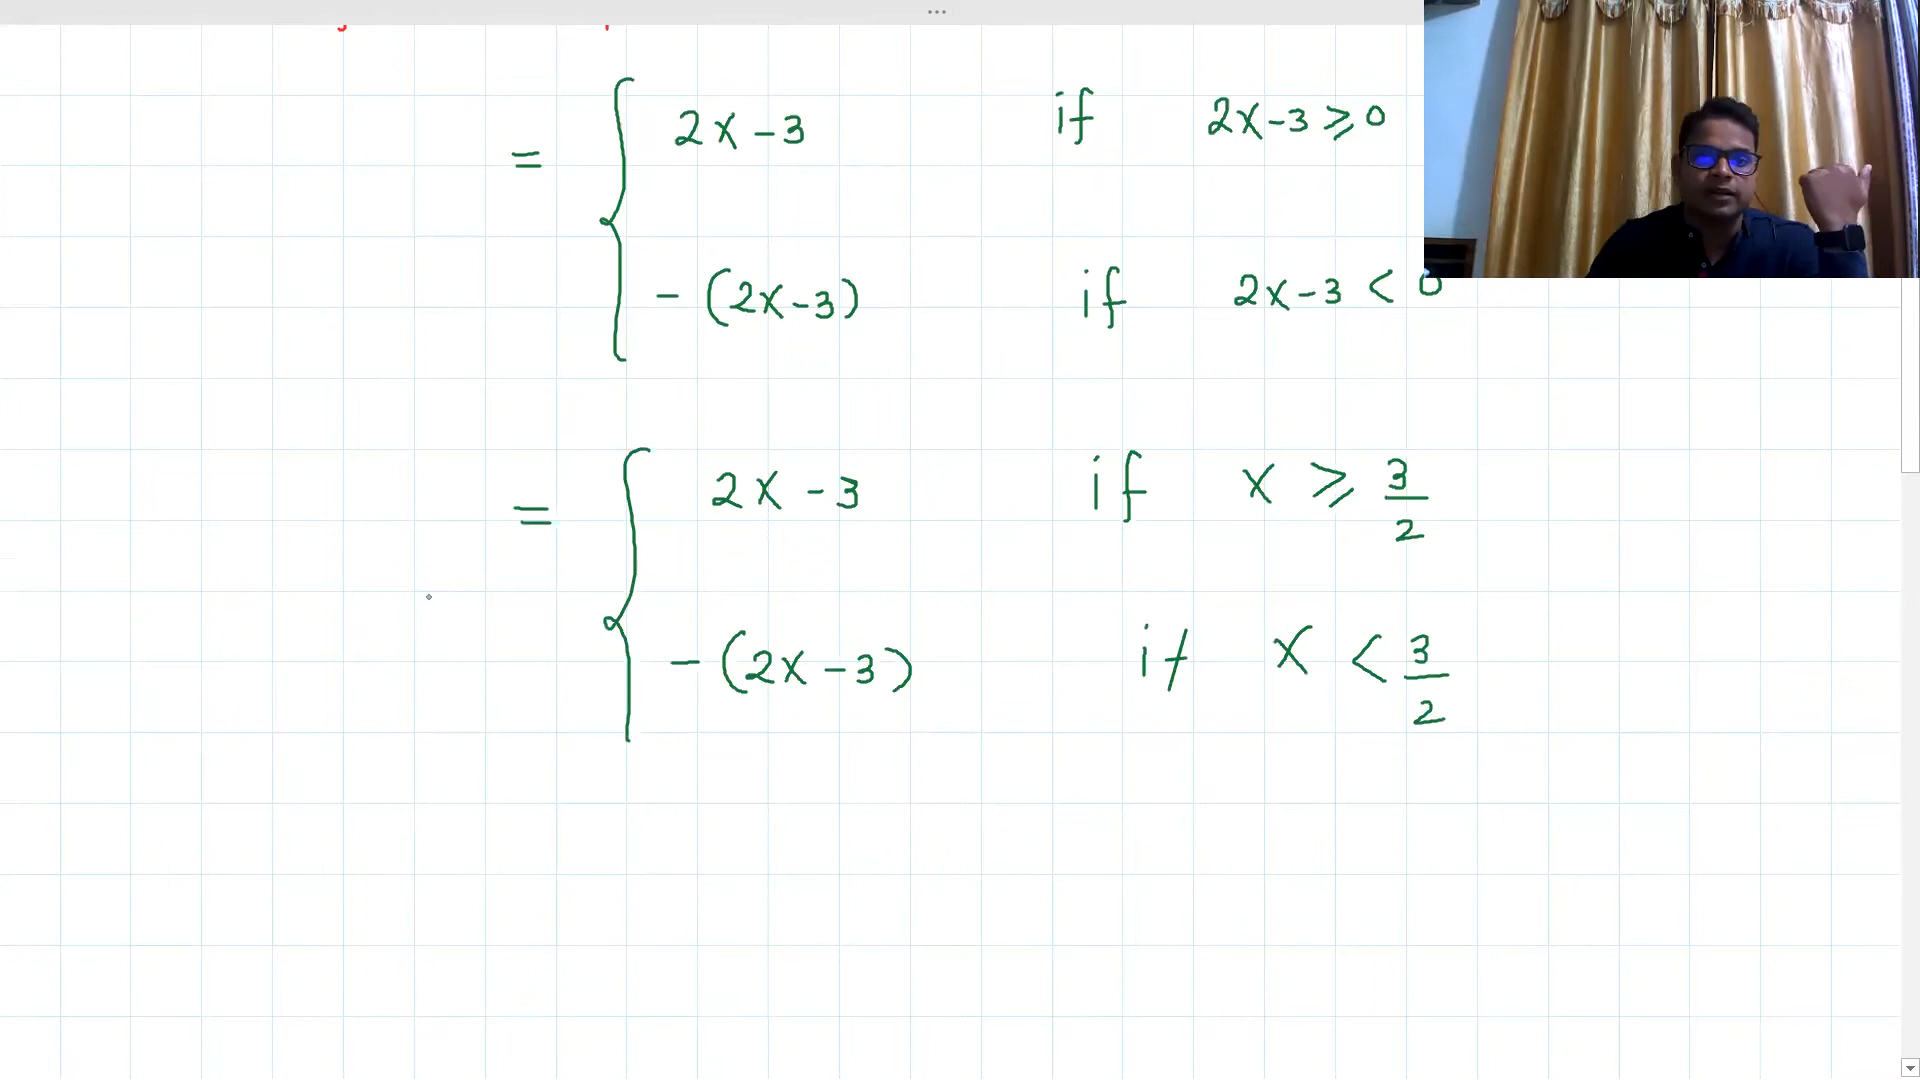 = { 2x-3 if 2x-3 ⩾ 0
-(2x-3) if 2x-3 < 0
= { 2x-3 if x ⩾ 3/2
-(2x-3) if x < 3/2